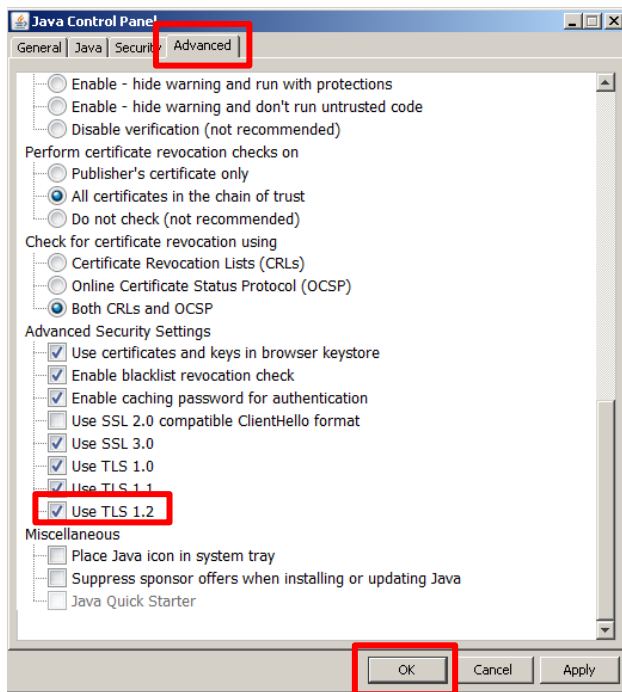 Java Control Panel
General Java Security Advanced
Enable - hide warning and run with protections
Enable - hide warning and don't run untrusted code
Disable verification (not recommended)
Perform certificate revocation checks on
Publisher's certificate only
All certificates in the chain of trust
Do not check (not recommended)
Check for certificate revocation using
Certificate Revocation Lists (CRLs)
Online Certificate Status Protocol (OCSP)
Both CRLs and OCSP
Advanced Security Settings
Use certificates and keys in browser keystore
Enable blacklist revocation check
Enable caching password for authentication
Use SSL 2.0 compatible ClientHello format
Use SSL 3.0
Use TLS 1.0
Use TLS 1.1
Use TLS 1.2
Miscellaneous
Place Java icon in system tray
Suppress sponsor offers when installing or updating Java
Java Quick Starter
OK Cancel Apply